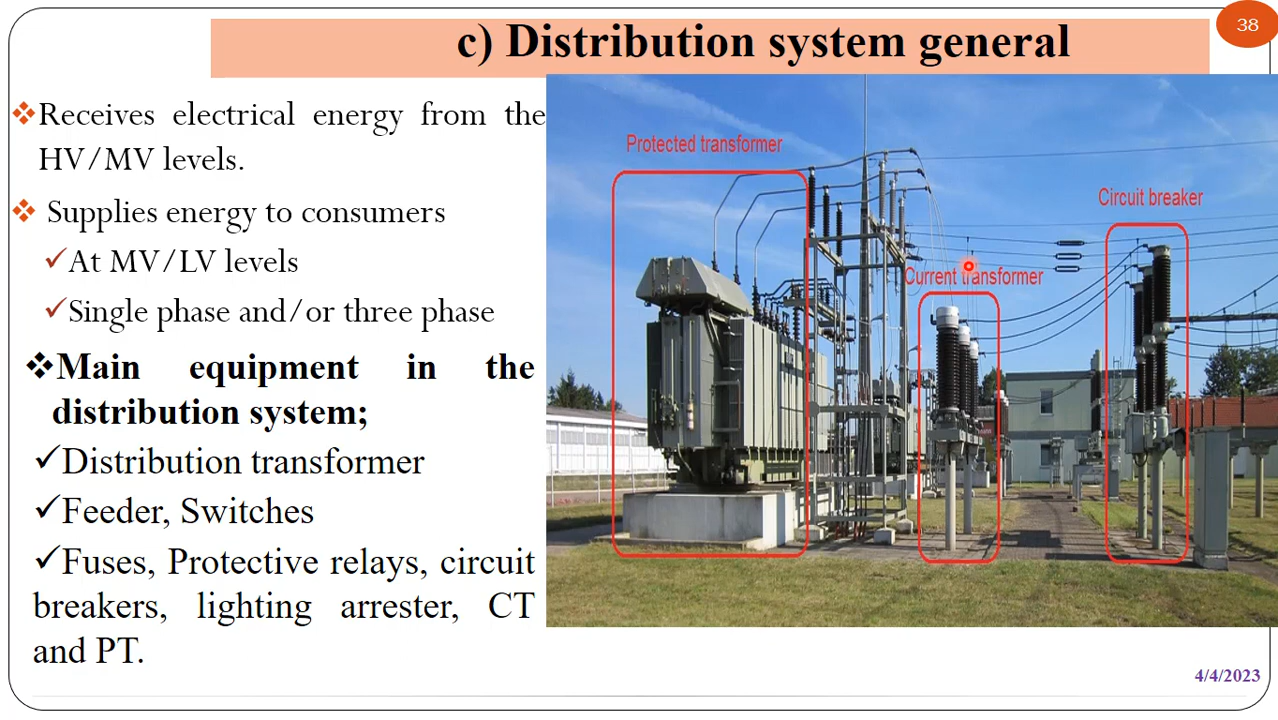 38
c) Distribution system general
Receives electrical energy from the
HV/MV levels.
Supplies energy to consumers
At MV/LV levels
Single phase and/or three phase
Main equipment in the
distribution system;
Distribution transformer
Feeder, Switches
Fuses, Protective relays, circuit
breakers, lighting arrester, CT
and PT.
Protected transformer
Current transformer
Circuit breaker
4/4/2023